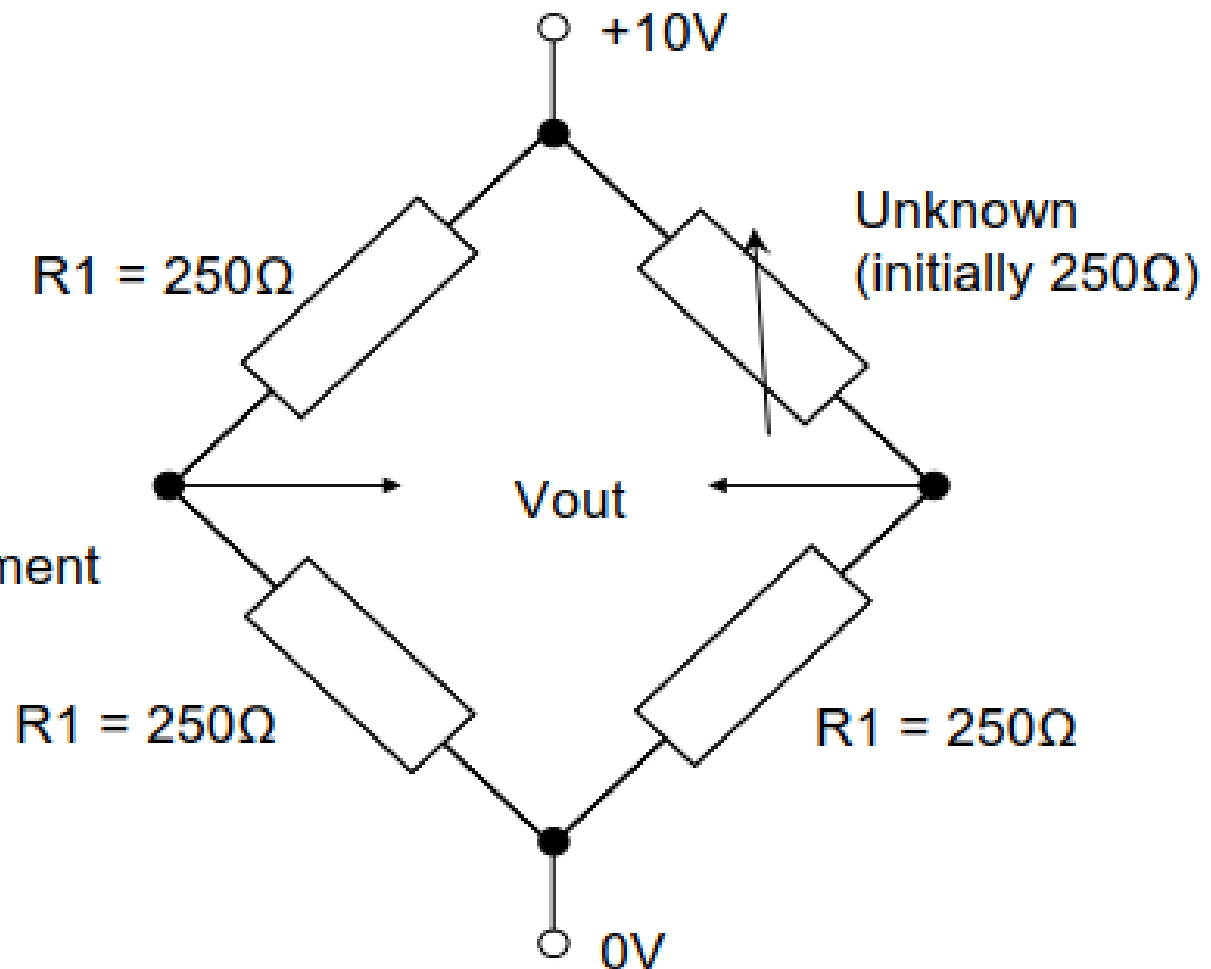 +10V
Unknown
(initially 250Ω)
R1 = 250Ω
Vout
ment
R1 = 250Ω
R1 = 250Ω
0V